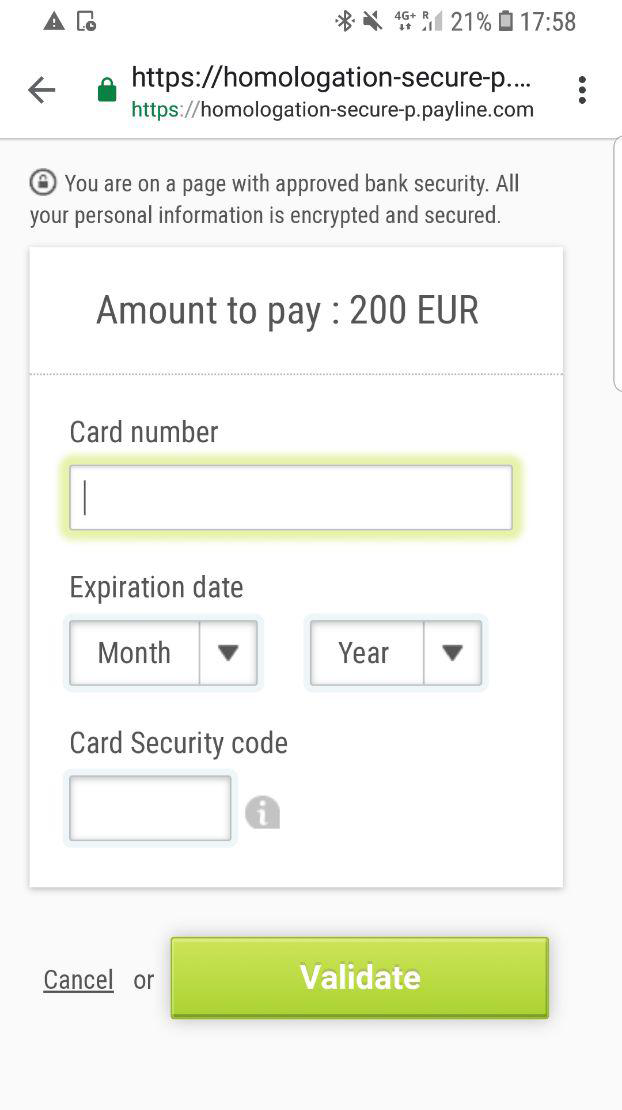 4G+ R 21% 17:58
https://homologation-secure-p....
https://homologation-secure-p.payline.com
You are on a page with approved bank security. All
your personal information is encrypted and secured.
Amount to pay : 200 EUR
Card number
Expiration date
Month Year
Card Security code
i
Cancel or Validate